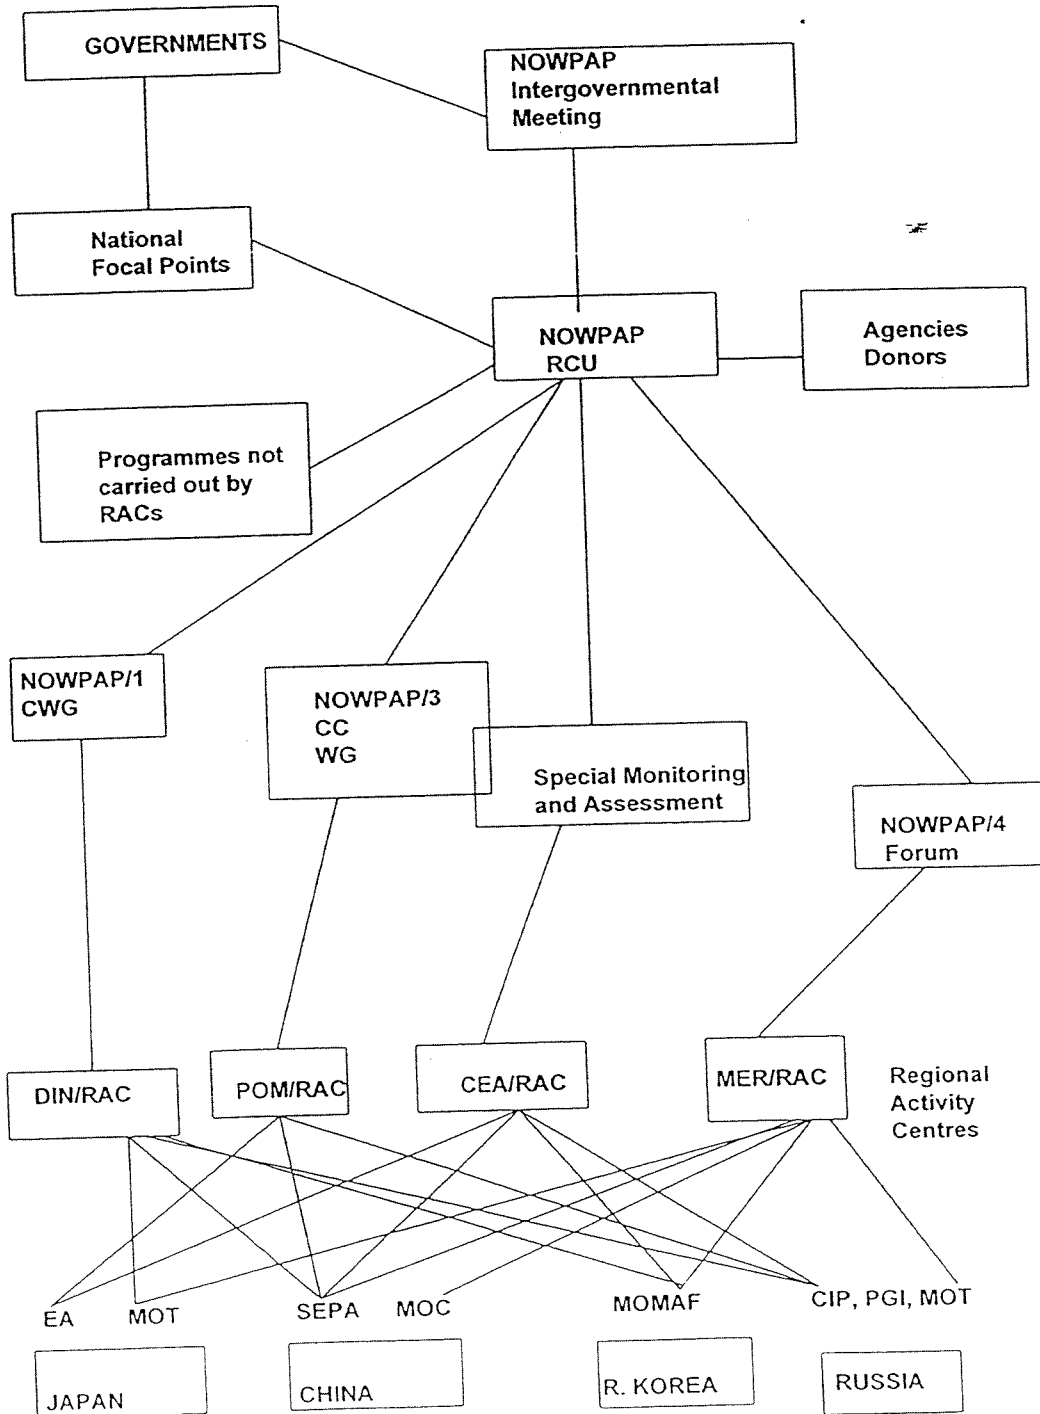 GOVERNMENTS
NOWPAP
Intergovernmental
Meeting
National
Focal Points
NOWPAP
RCU
Agencies
Donors
Programmes not
carried out by
RACs
NOWPAP/1
CWG
NOWPAP/3
CC
WG
Special Monitoring
and Assessment
NOWPAP/4
Forum
DIN/RAC
POM/RAC
CEA/RAC
MER/RAC
Regional
Activity
Centres
EA
MOT
SEPA
MOC
MOMAF
CIP, PGI, MOT
JAPAN
CHINA
R. KOREA
RUSSIA